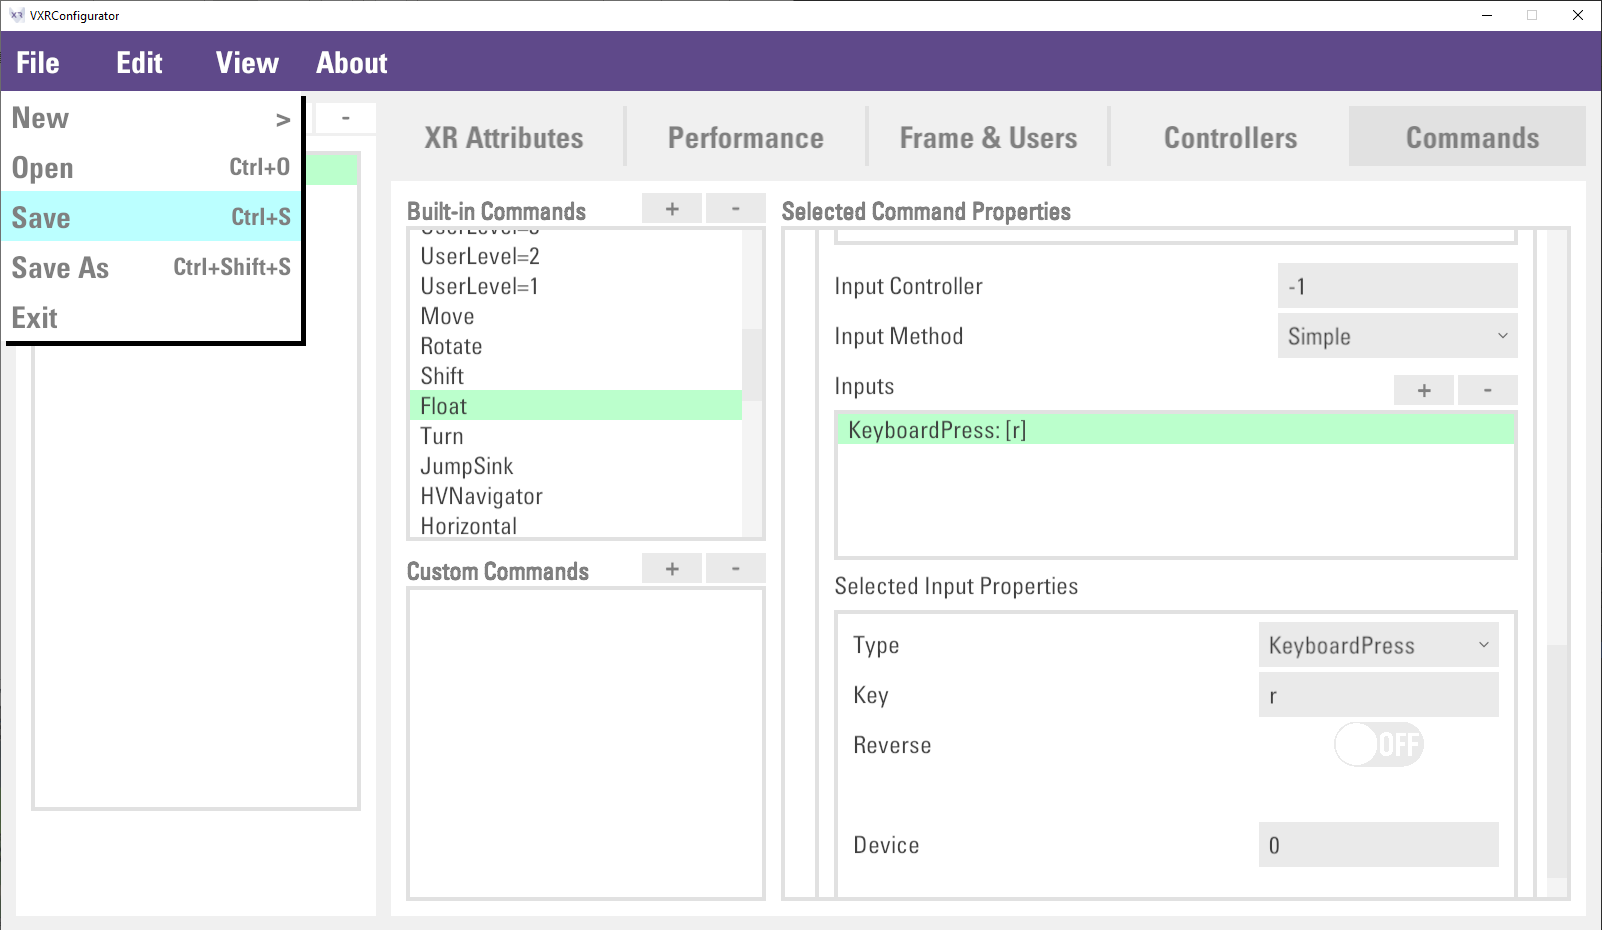 VXRConfigurator
File Edit View About
New >
Open Ctrl+O
Save Ctrl+S
Save As Ctrl+Shift+S
Exit
-
XR Attributes Performance Frame & Users Controllers Commands
Built-in Commands + -
UserLevel=2
UserLevel=1
Move
Rotate
Shift
Float
Turn
JumpSink
HVNavigator
Horizontal
Custom Commands + -
Selected Command Properties
Input Controller -1
Input Method Simple
Inputs + -
KeyboardPress: [r]
Selected Input Properties
Type KeyboardPress
Key r
Reverse OFF
Device 0